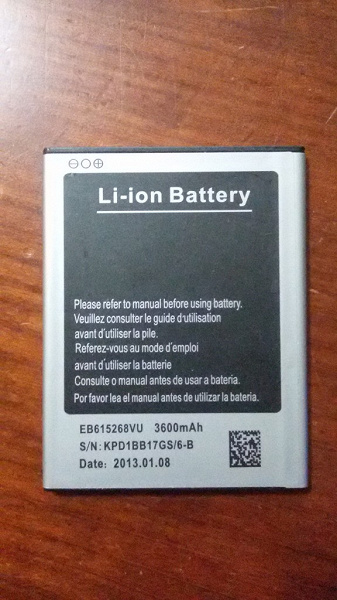 Li-ion Battery
Please refer to manual before using battery.
Veuillez consulter le guide d'utilisation
avant d'utiliser la pile.
Referez-vous au mode d'emploi
avant d'utiliser la batterie
Consulte o manual antes de usar a bateria.
Por favor lea el manual antes de utilizar la bateria.
EB615268VU 3600mAh
S/N: KPD1BB17GS/6-B
Date: 2013.01.08